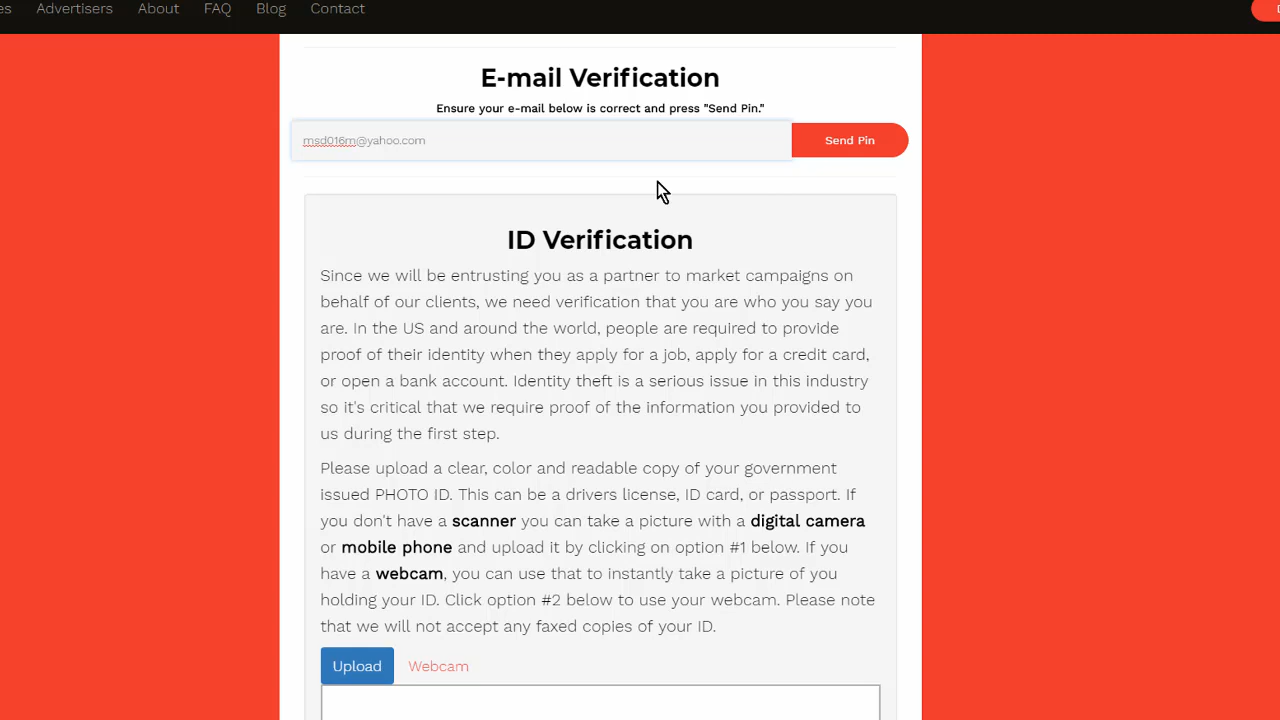 es Advertisers About FAQ Blog Contact
E-mail Verification
Ensure your e-mail below is correct and press "Send Pin."
msd016m@yahoo.com Send Pin
ID Verification
Since we will be entrusting you as a partner to market campaigns on
behalf of our clients, we need verification that you are who you say you
are. In the US and around the world, people are required to provide
proof of their identity when they apply for a job, apply for a credit card,
or open a bank account. Identity theft is a serious issue in this industry
so it's critical that we require proof of the information you provided to
us during the first step.
Please upload a clear, color and readable copy of your government
issued PHOTO ID. This can be a drivers license, ID card, or passport. If
you don't have a scanner you can take a picture with a digital camera
or mobile phone and upload it by clicking on option #1 below. If you
have a webcam, you can use that to instantly take a picture of you
holding your ID. Click option #2 below to use your webcam. Please note
that we will not accept any faxed copies of your ID.
Upload Webcam